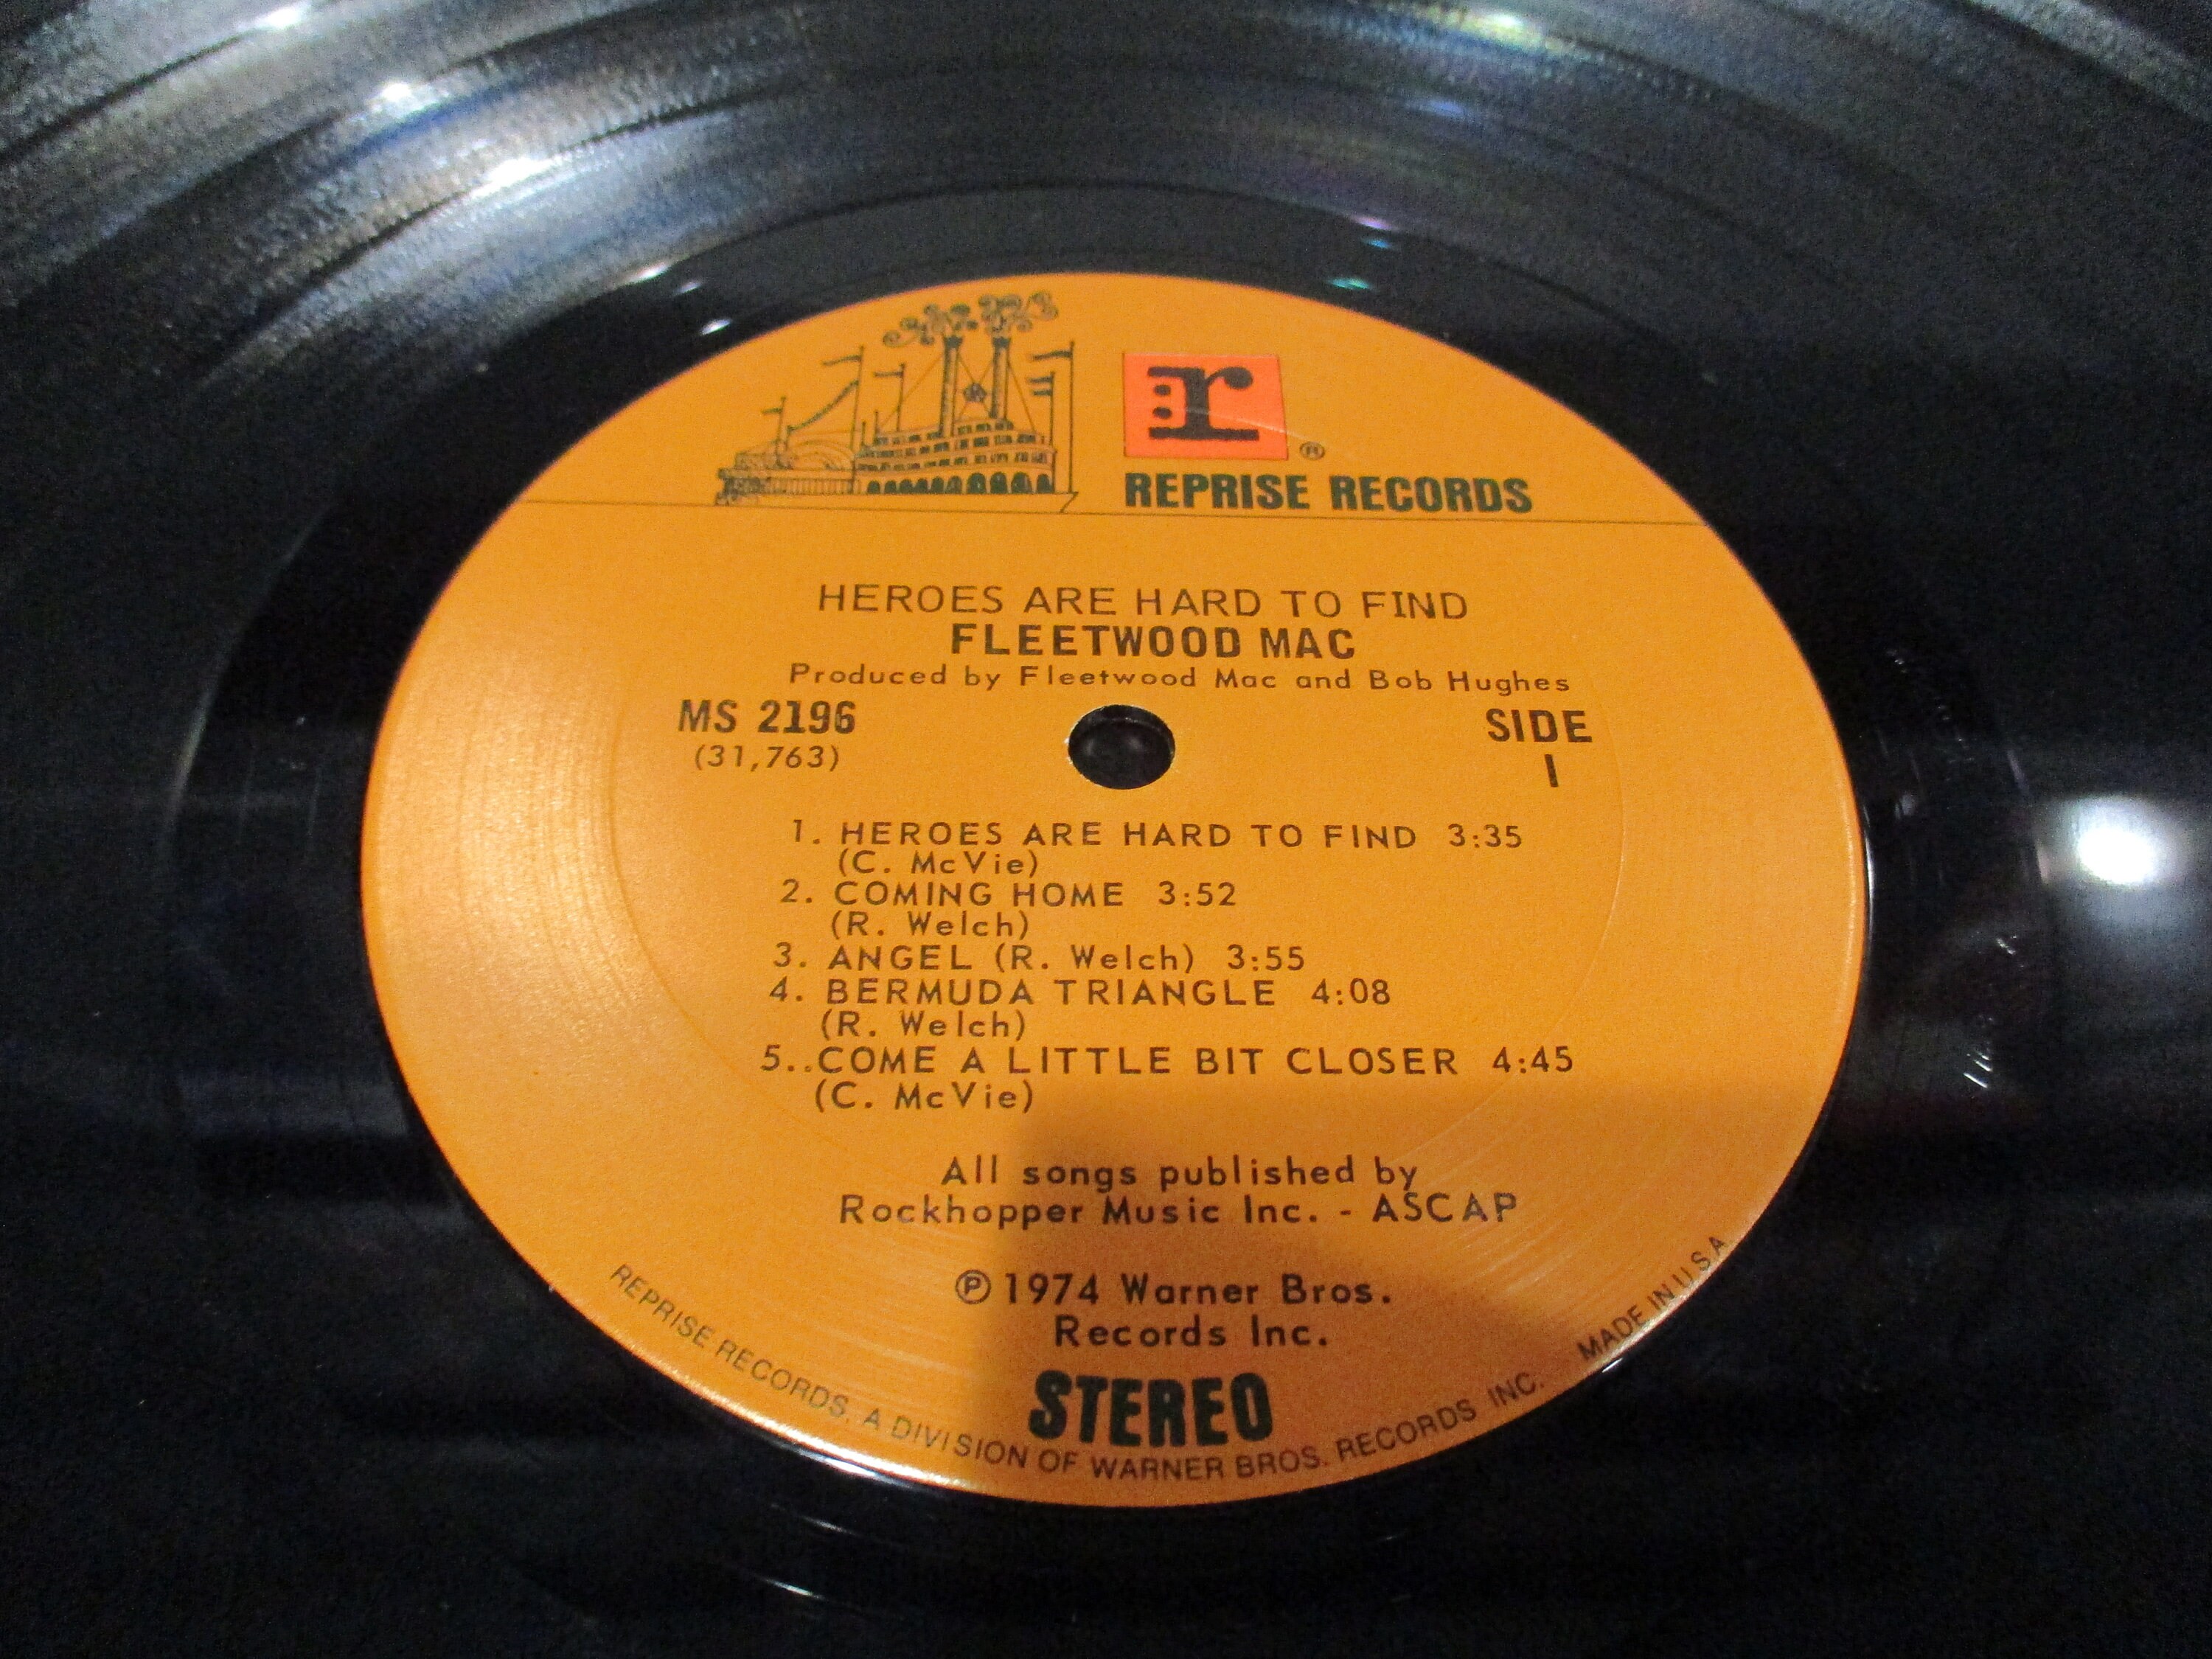 r
®
REPRISE RECORDS
HEROES ARE HARD TO FIND
FLEETWOOD MAC
Produced by Fleetwood Mac and Bob Hughes
MS 2196
(31,763)
SIDE
1
1. HEROES ARE HARD TO FIND 3:35
(C. McVie)
2. COMING HOME 3:52
(R. Welch)
3. ANGEL (R. Welch) 3:55
4. BERMUDA TRIANGLE 4:08
(R. Welch)
5..COME A LITTLE BIT CLOSER 4:45
(C. McVie)
All songs published by
Rockhopper Music Inc. - ASCAP
℗ 1974 Warner Bros.
Records Inc.
STEREO
REPRISE RECORDS, A DIVISION OF WARNER BROS. RECORDS INC. MADE IN U.S.A